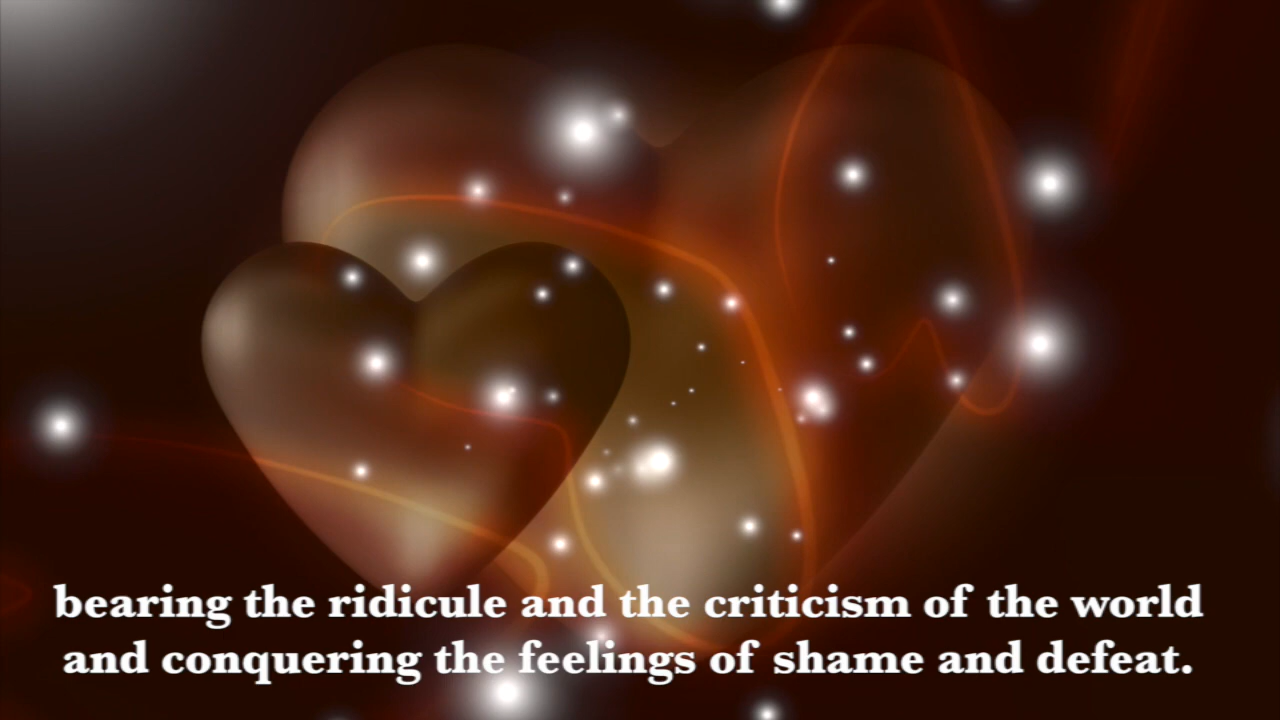 bearing the ridicule and the criticism of the world
and conquering the feelings of shame and defeat.